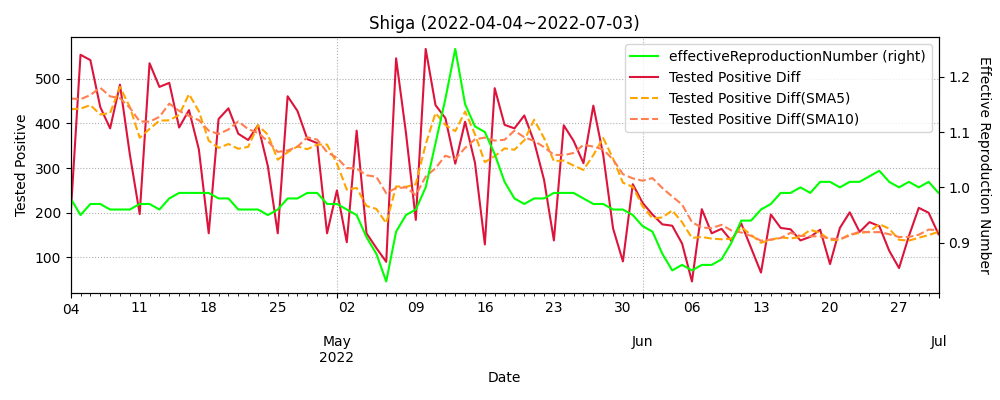 Shiga (2022-04-04~2022-07-03)
effectiveReproductionNumber (right)
Tested Positive Diff
Tested Positive Diff(SMA5)
Tested Positive Diff(SMA10)
Tested Positive
500
400
300
200
100
Effective Reproduction Number
1.2
1.1
1.0
0.9
04 11 18 25 02 09 16 23 30 06 13 20 27
May Jun Jul
2022
Date